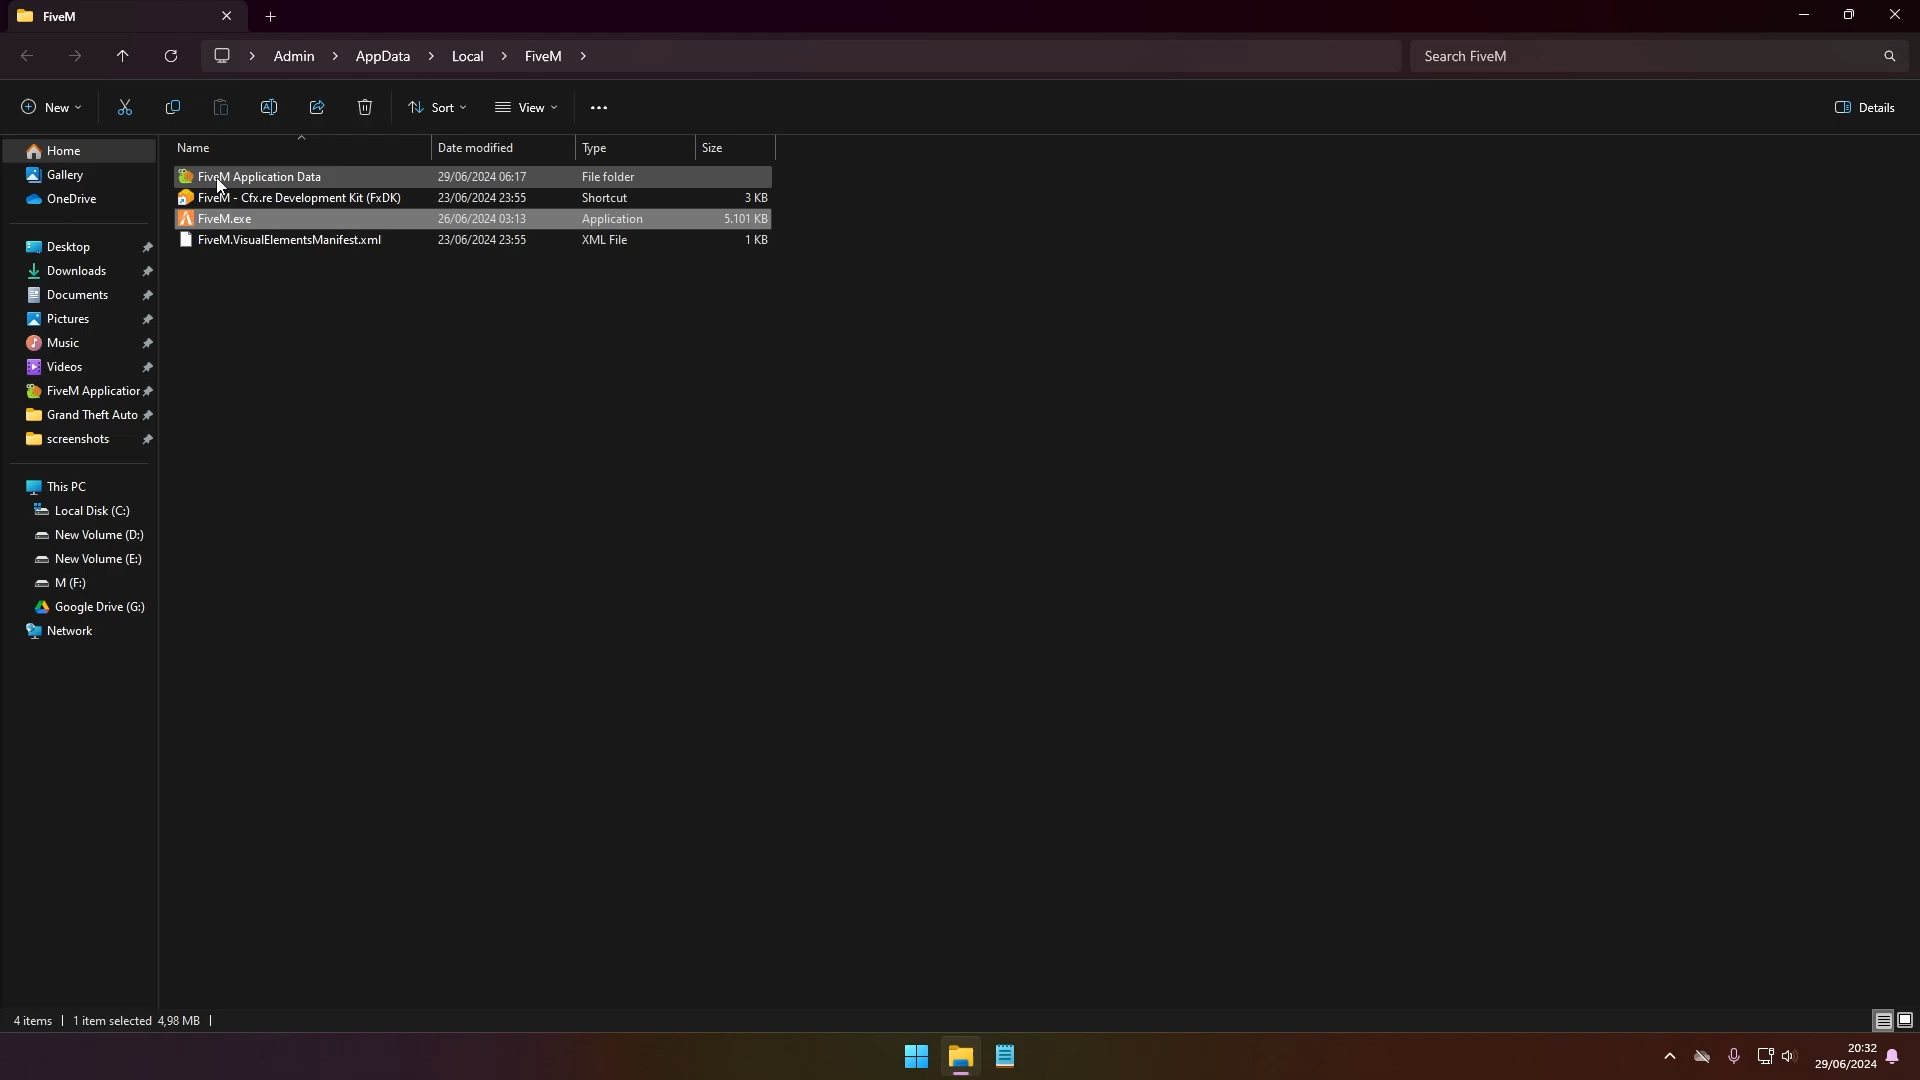 FiveM
Admin > AppData > Local > FiveM >
Search FiveM
New
Sort
View
Details
Name Date modified Type Size
FiveM Application Data 29/06/2024 06:17 File folder
FiveM - Cfx.re Development Kit (FxDK) 23/06/2024 23:55 Shortcut 3 KB
FiveM.exe 26/06/2024 03:13 Application 5.101 KB
FiveM.VisualElementsManifest.xml 23/06/2024 23:55 XML File 1 KB
Home
Gallery
OneDrive
Desktop
Downloads
Documents
Pictures
Music
Videos
FiveM Application
Grand Theft Auto
screenshots
This PC
Local Disk (C:)
New Volume (D:)
New Volume (E:)
M (F:)
Google Drive (G:)
Network
4 items | 1 item selected 4,98 MB |
20:32
29/06/2024